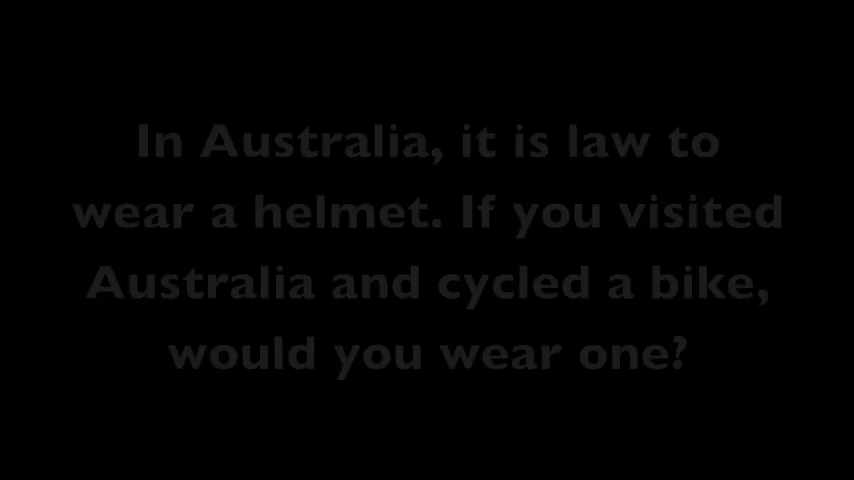 In Australia, it is law to
wear a helmet. If you visited
Australia and cycled a bike,
would you wear one?